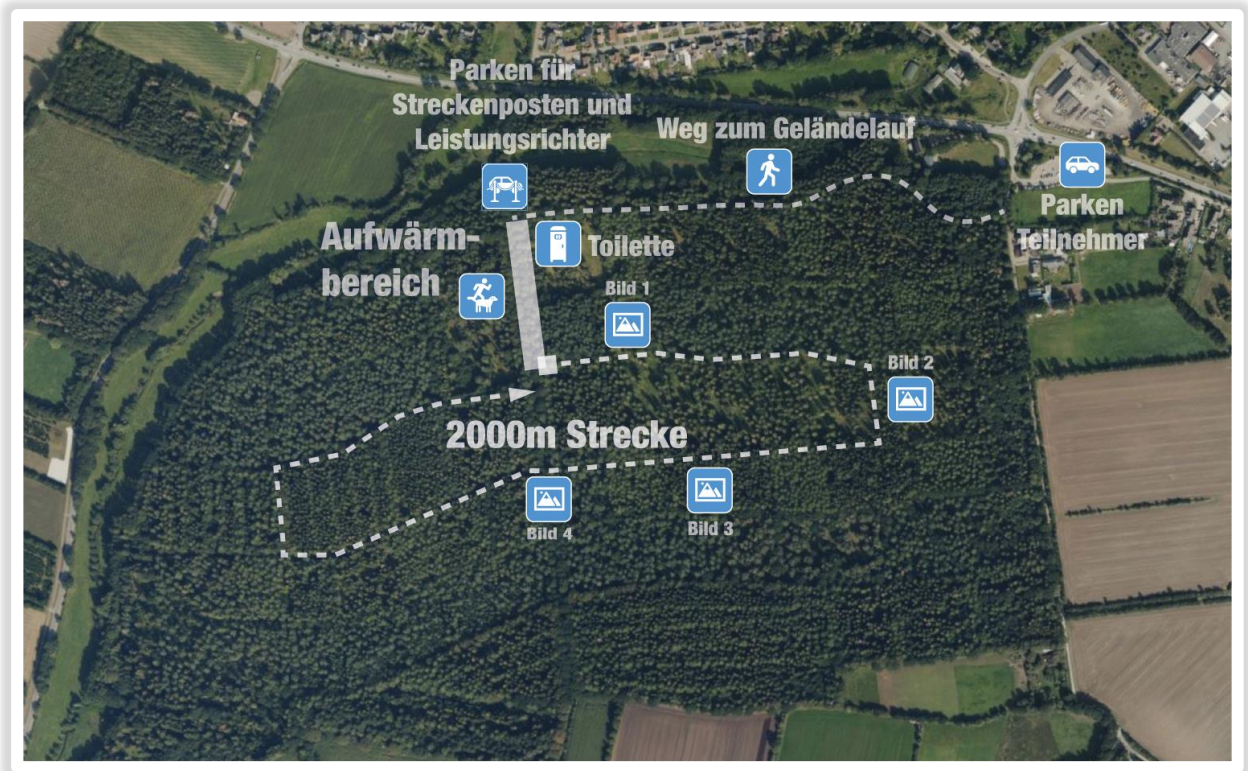 Parken für
Streckenposten und
Leistungsrichter
Weg zum Geländelauf
Parken
Teilnehmer
Aufwärm-
bereich
Toilette
Bild 1
Bild 2
2000m Strecke
Bild 3
Bild 4